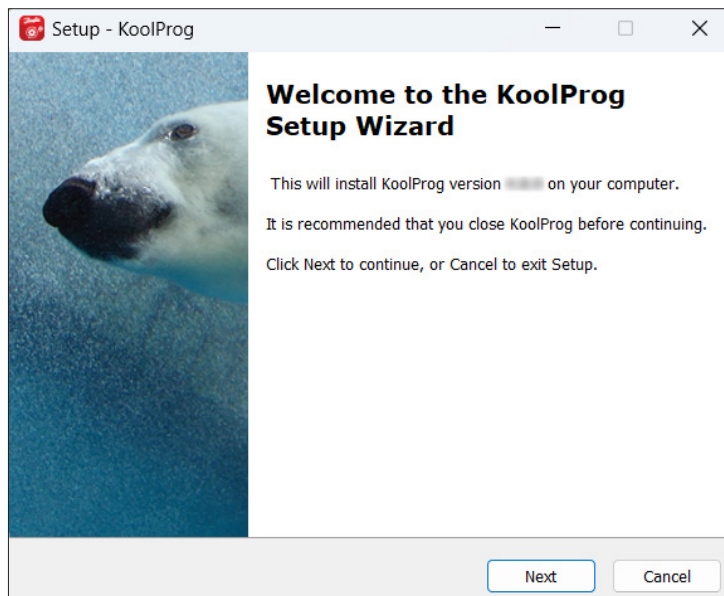 Setup - KoolProg
Welcome to the KoolProg
Setup Wizard
This will install KoolProg version on your computer.
It is recommended that you close KoolProg before continuing.
Click Next to continue, or Cancel to exit Setup.
Next
Cancel